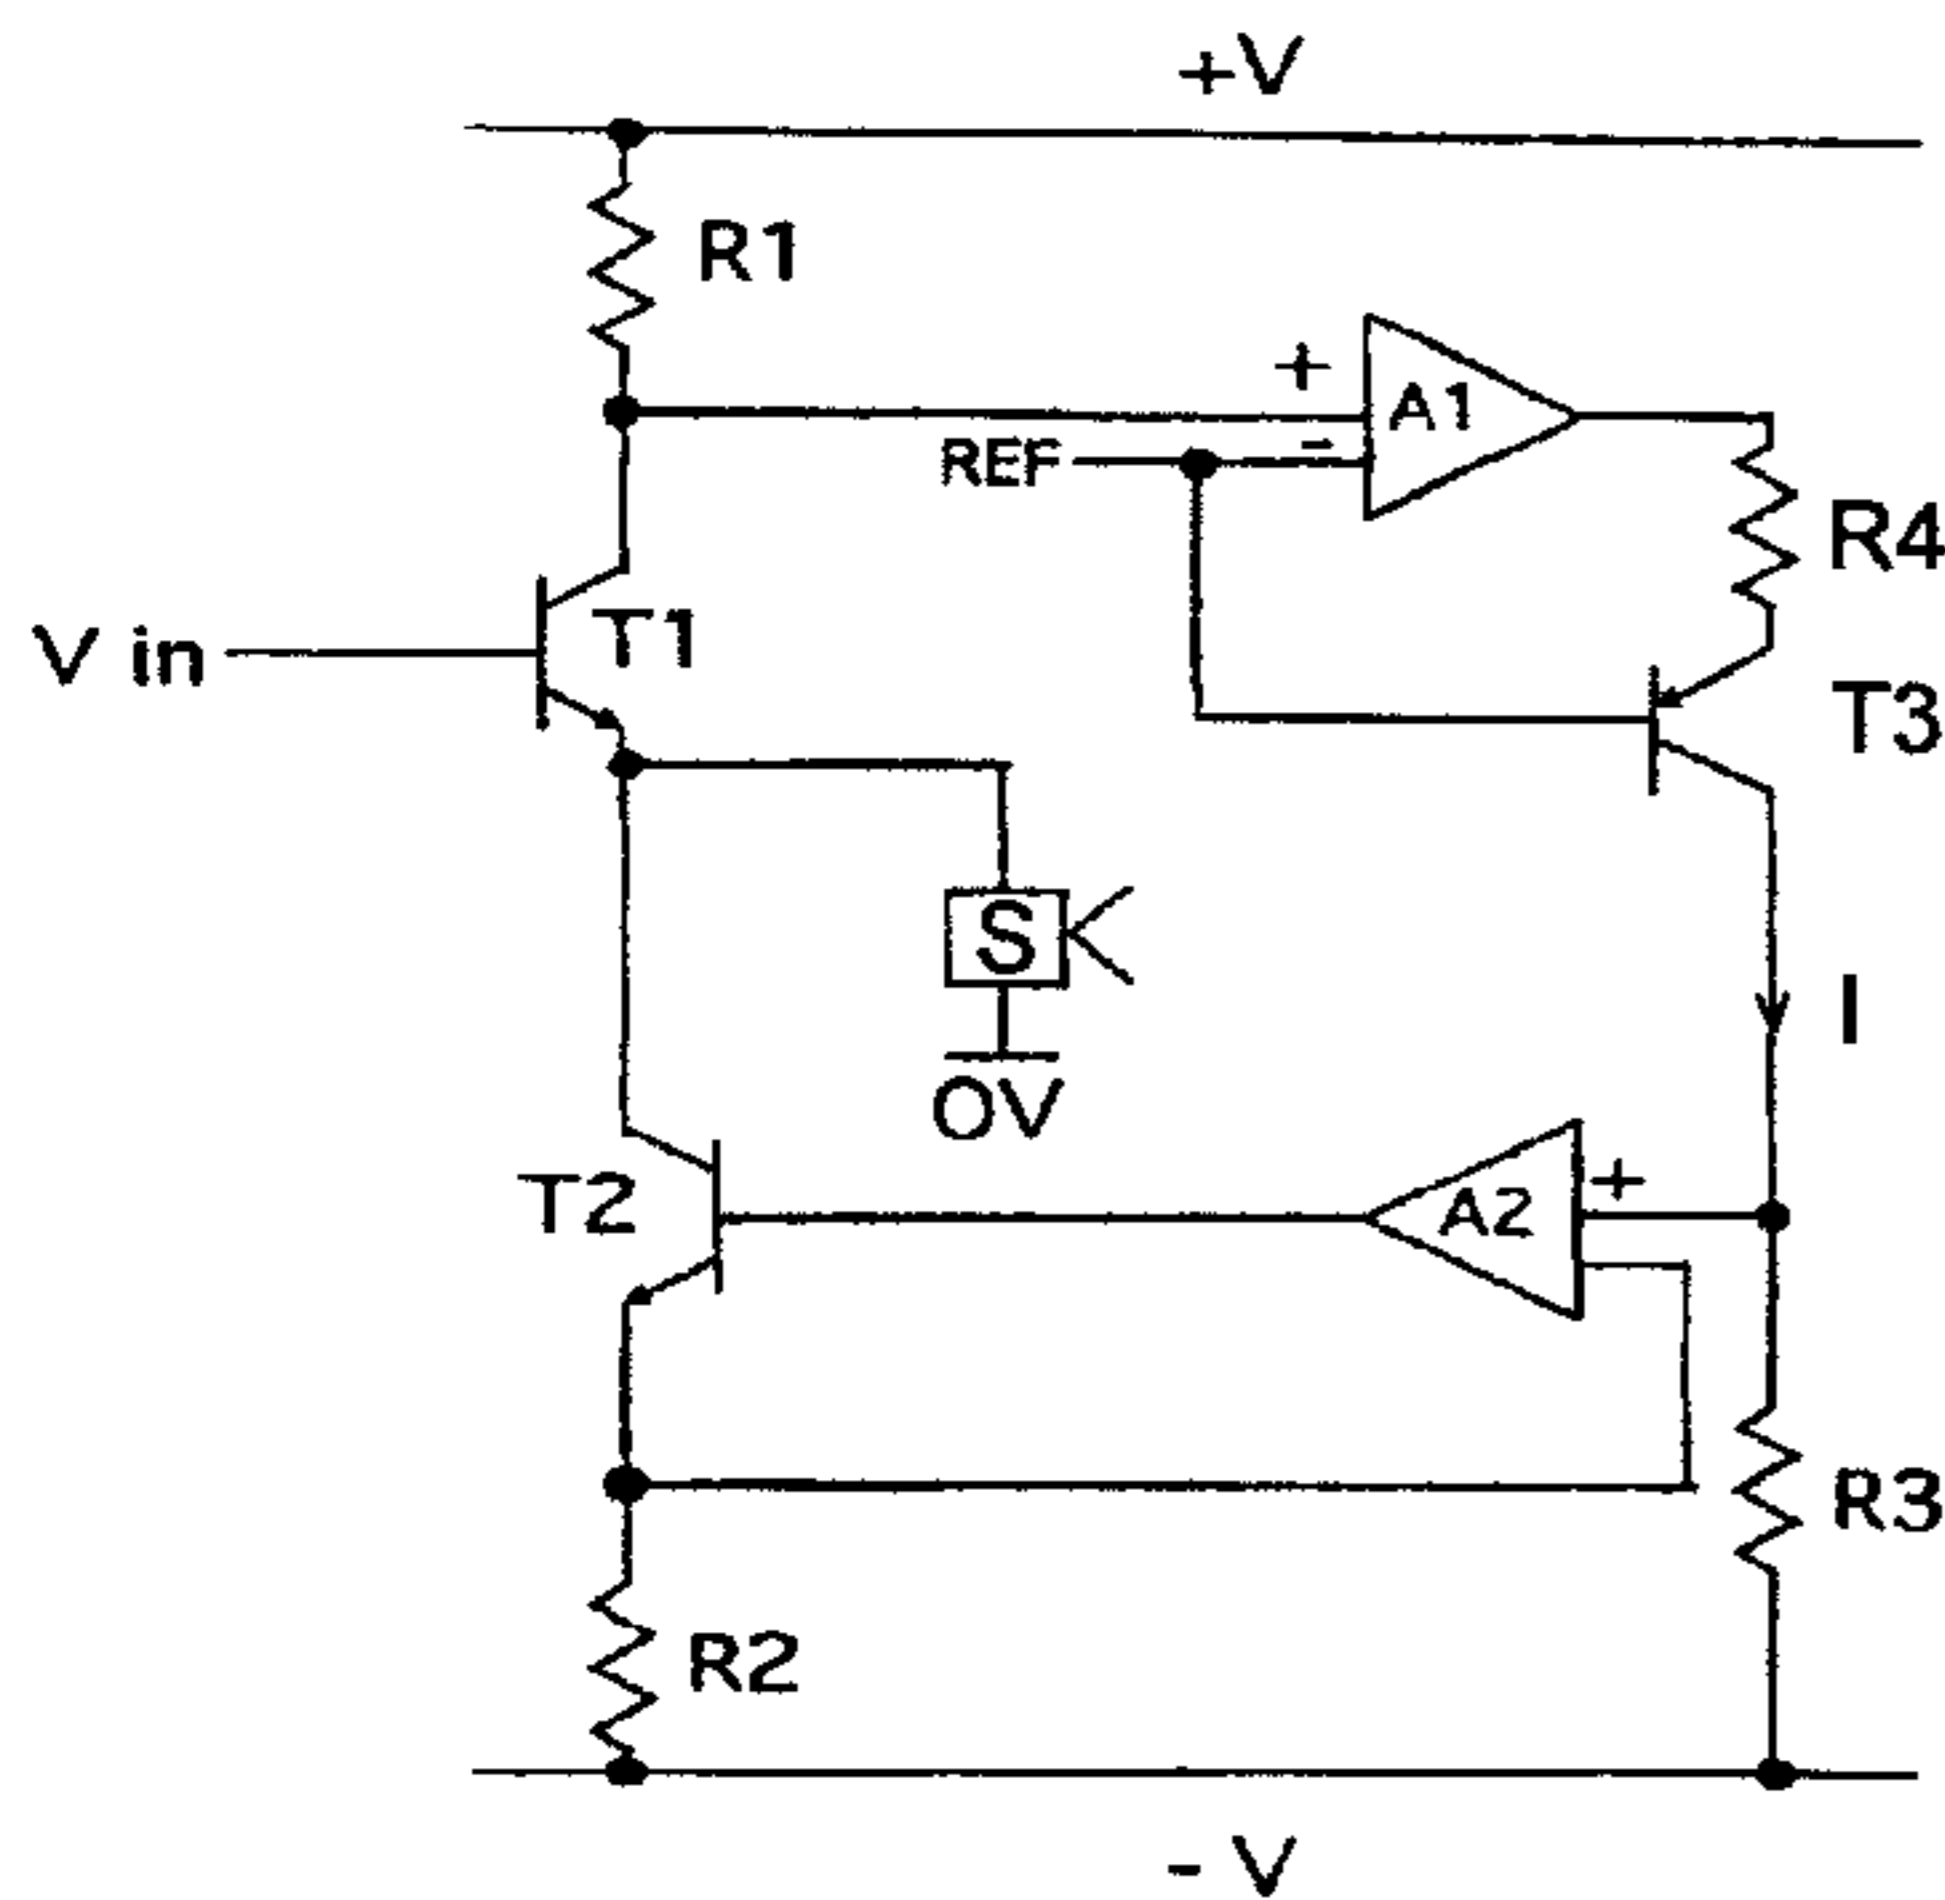 +V
R1
+
A1
REF
-
R4
V in
T1
T3
S
I
OV
T2
A2
+
R3
R2
- V